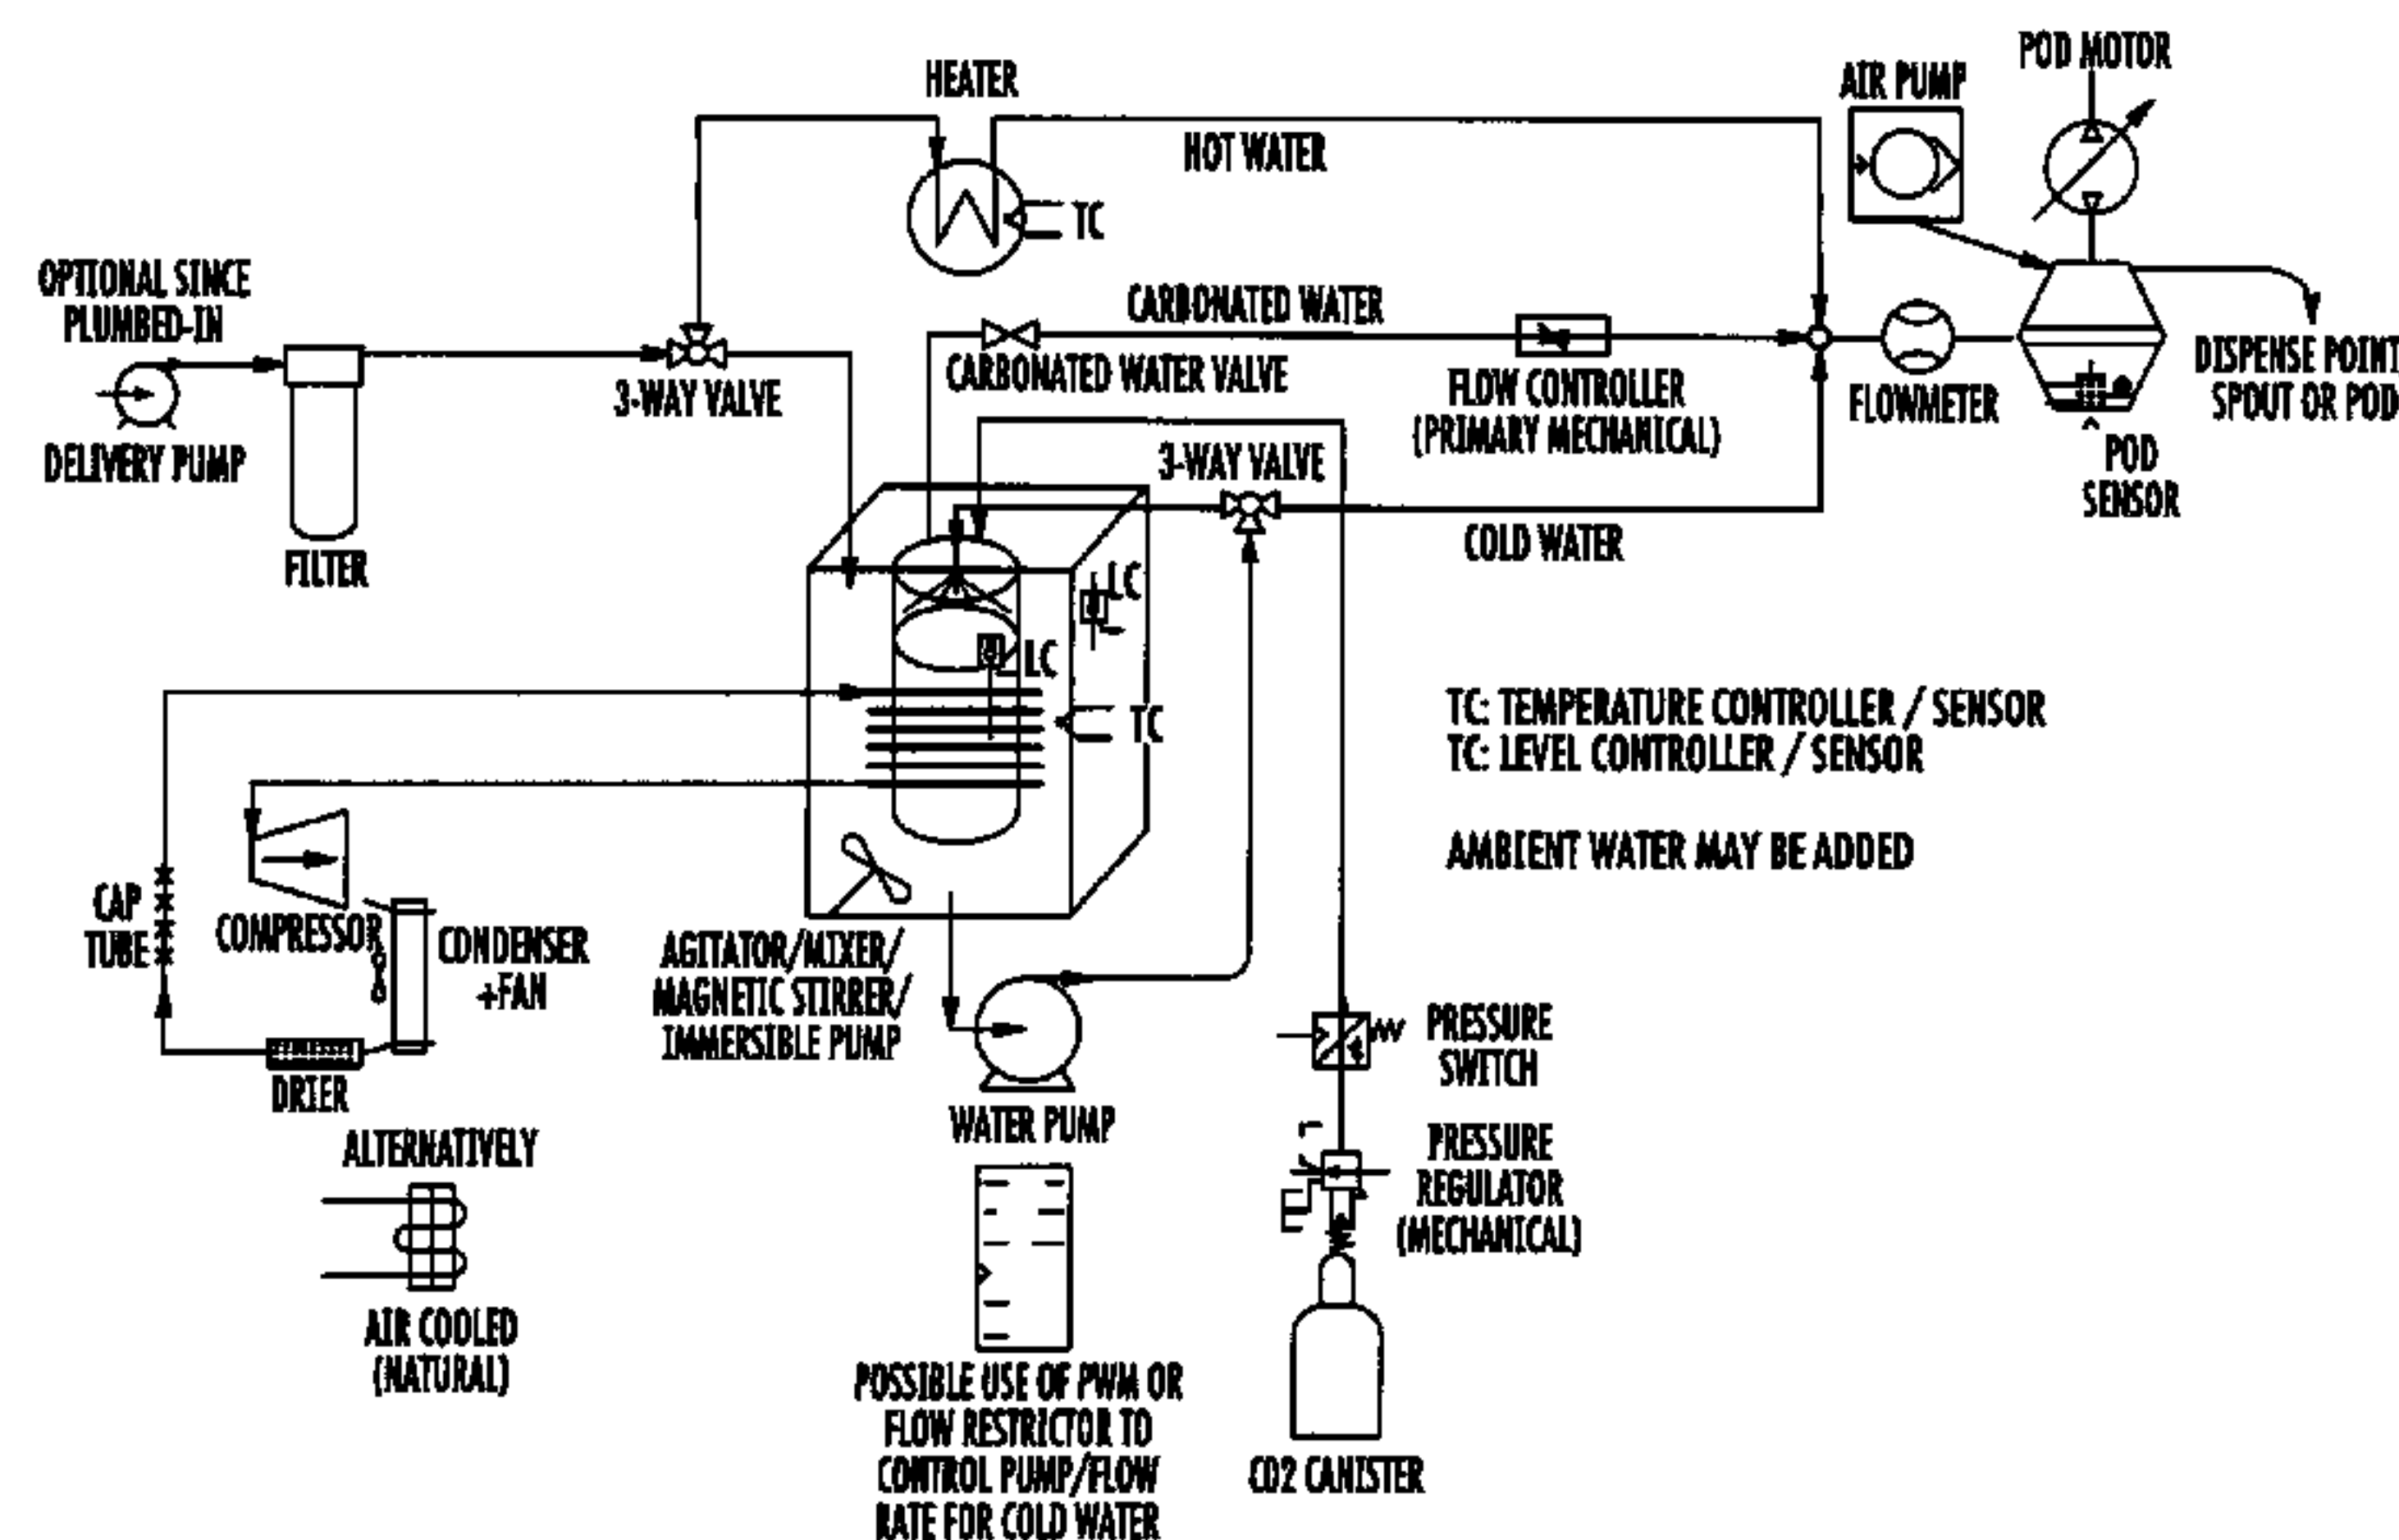 HEATER
HOT WATER
TC
AIR PUMP
POD MOTOR
OPTIONAL SINCE
PLUMBED-IN
DELIVERY PUMP
FILTER
3-WAY VALVE
CARBONATED WATER
CARBONATED WATER VALVE
FLOW CONTROLLER
(PRIMARY MECHANICAL)
FLOWMETER
DISPENSE POINT
SPOUT OR POD
POD
SENSOR
3-WAY VALVE
COLD WATER
LC
LC
TC
TC: TEMPERATURE CONTROLLER / SENSOR
TC: LEVEL CONTROLLER / SENSOR
AMBIENT WATER MAY BE ADDED
CAP
TUBE
COMPRESSOR
CONDENSER
+FAN
DRIER
AGITATOR/MIXER/
MAGNETIC STIRRER/
IMMERSIBLE PUMP
WATER PUMP
PRESSURE
SWITCH
PRESSURE
REGULATOR
(MECHANICAL)
ALTERNATIVELY
AIR COOLED
(NATURAL)
POSSIBLE USE OF PWM OR
FLOW RESTRICTOR TO
CONTROL PUMP/FLOW
RATE FOR COLD WATER
CO2 CANISTER